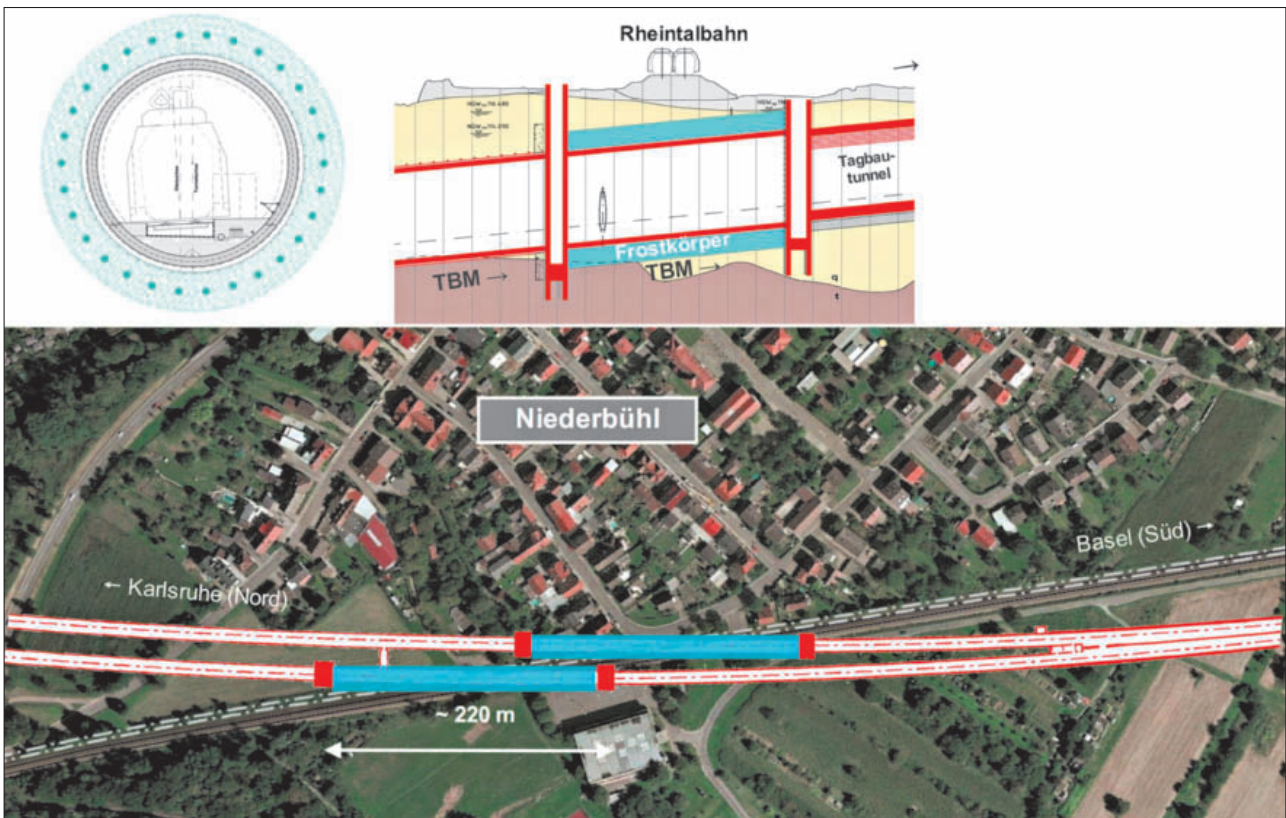 Rheintalbahn
Tagbau-
tunnel
Frostkörper
TBM →
TBM →
q
t
Niederbühl
Basel (Süd) →
← Karlsruhe (Nord)
~ 220 m